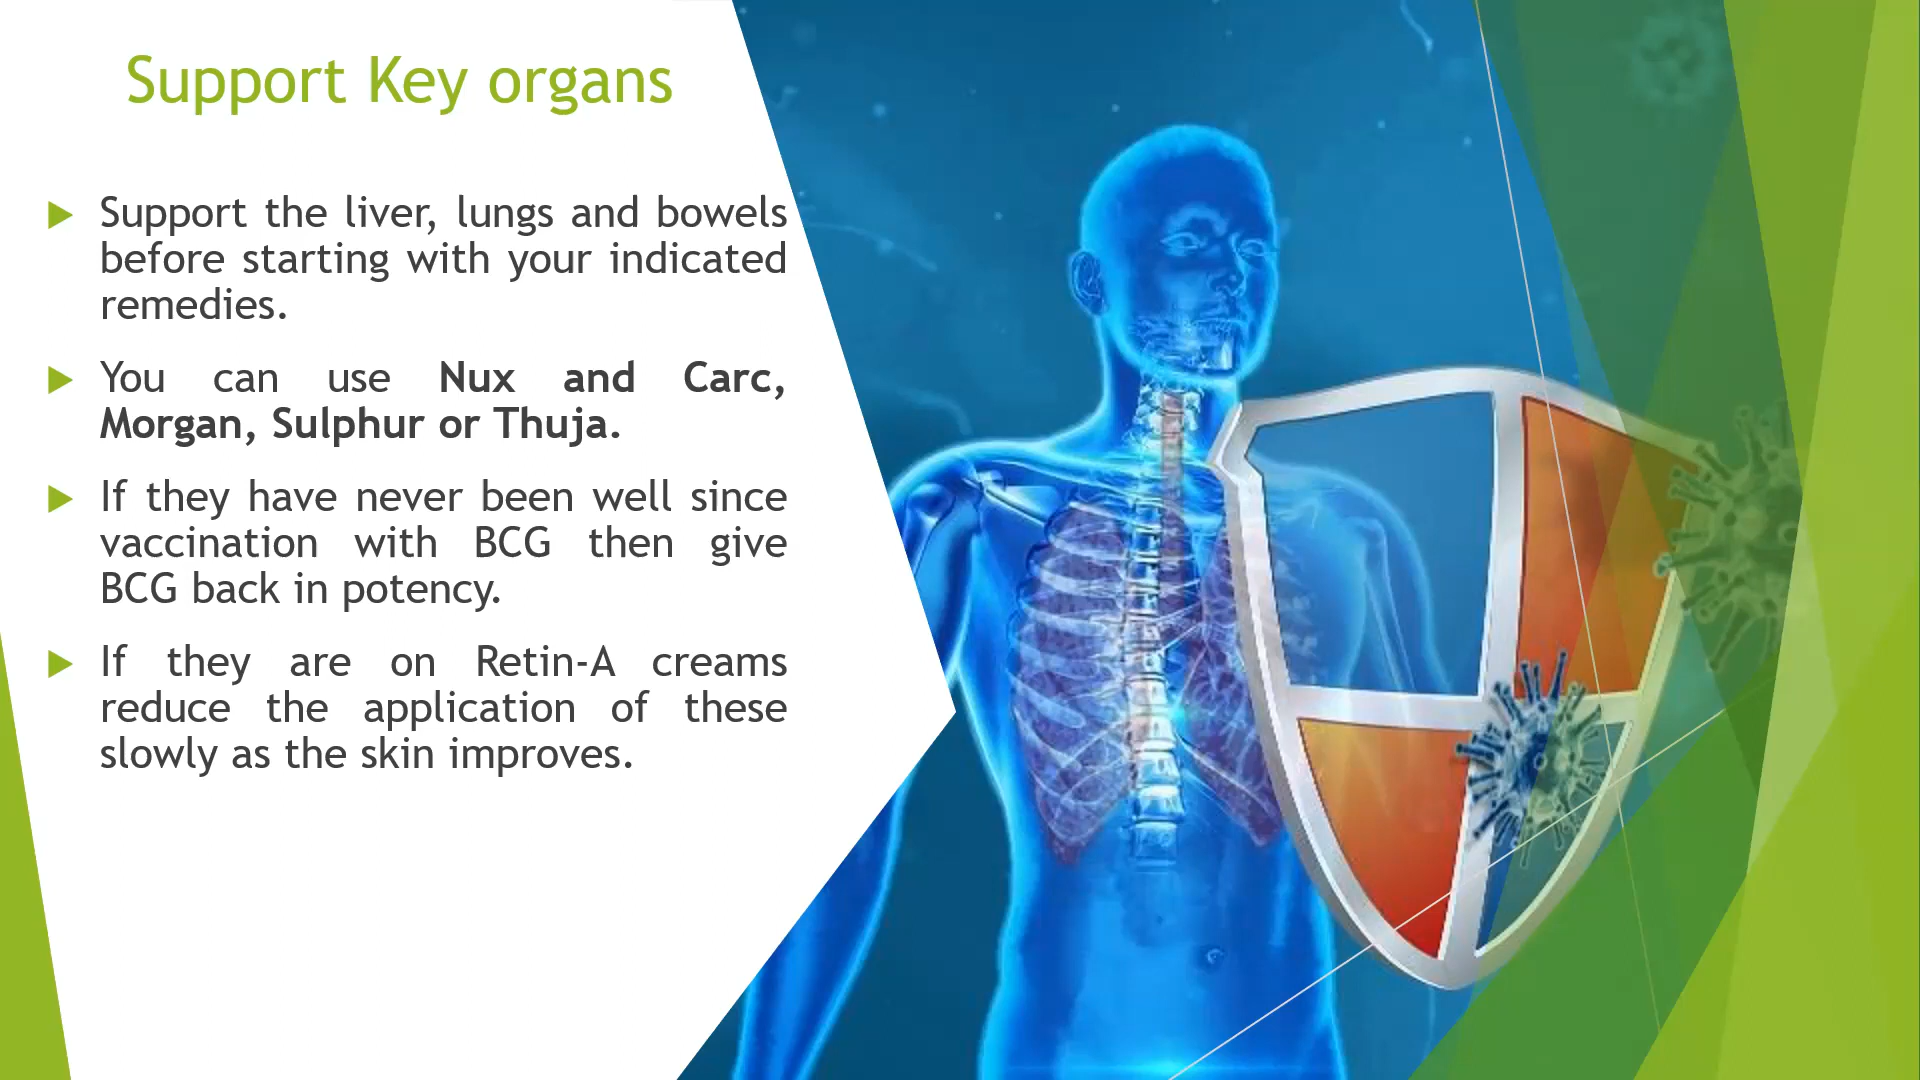 Support Key organs
Support the liver, lungs and bowels
before starting with your indicated
remedies.
You can use Nux and Carc,
Morgan, Sulphur or Thuja.
If they have never been well since
vaccination with BCG then give
BCG back in potency.
If they are on Retin-A creams
reduce the application of these
slowly as the skin improves.